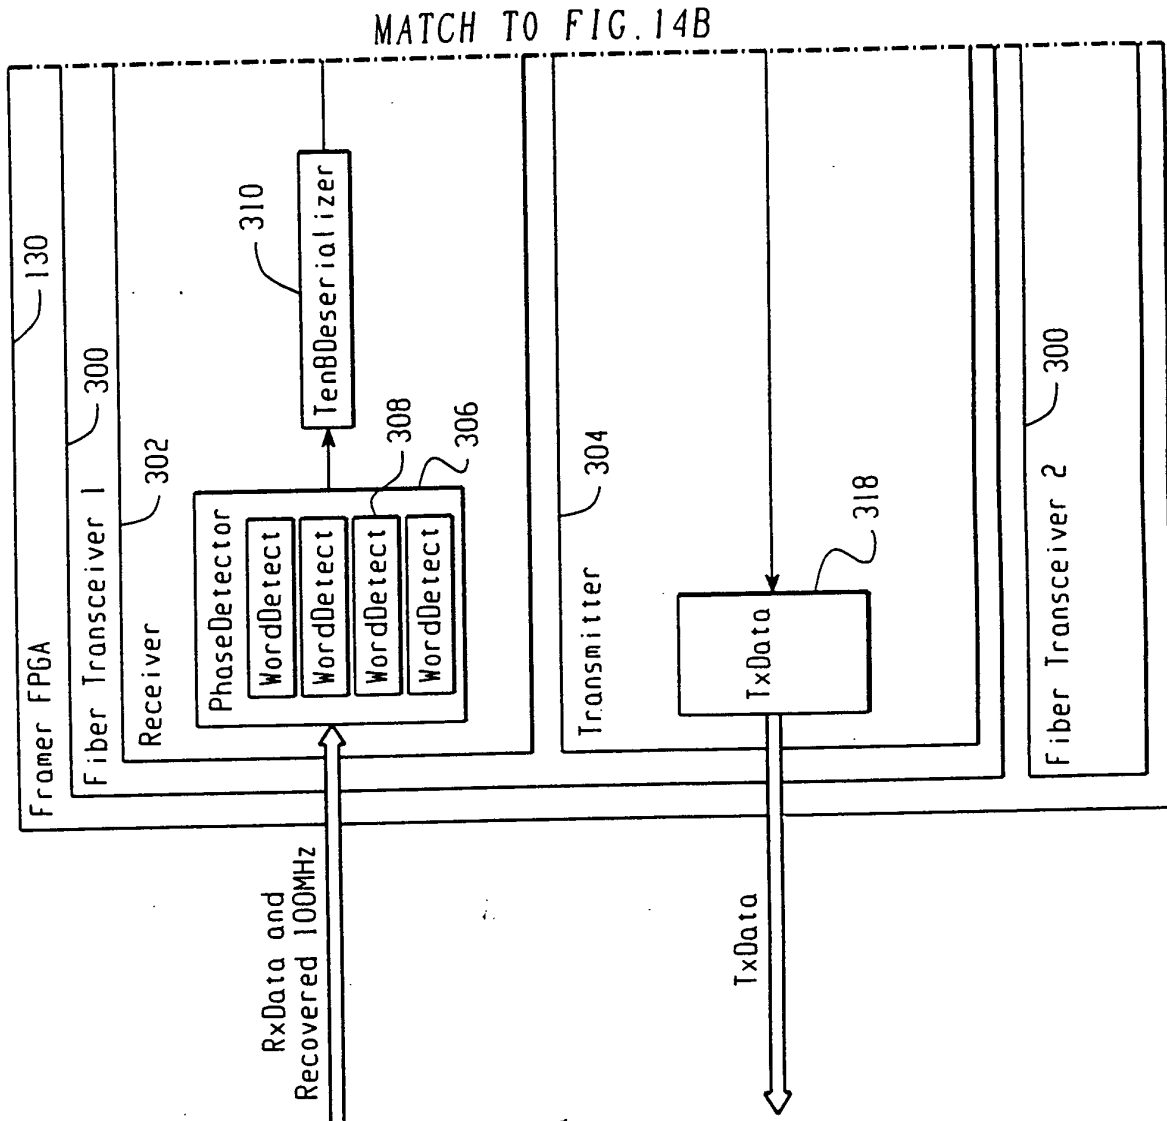 MATCH TO FIG.14B
Framer FPGA
130
Fiber Transceiver 1
300
Receiver
302
PhaseDetector
WordDetect
WordDetect
WordDetect
WordDetect
308
306
TenBDeserializer
310
RxData and
Recovered 100MHz
Transmitter
304
TxData
318
TxData
Fiber Transceiver 2
300